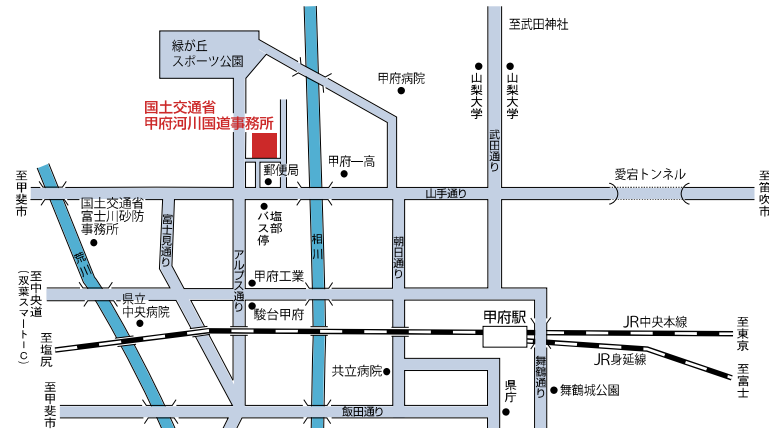 至武田神社
緑が丘
スポーツ公園
甲府病院
山梨大学
山梨大学
国土交通省
甲府河川国道事務所
武田通り
甲府一高
郵便局
愛宕トンネル
至甲斐市
至笛吹市
山手通り
国土交通省
富士川砂防
事務所
富士見通り
塩部
バス停
相川
朝日通り
アルプス通り
荒川
甲府工業
至中央道
(双葉スマートIC)
県立
中央病院
駿台甲府
甲府駅
JR中央本線
至東京
至塩尻
JR身延線
舞鶴通り
至富士
共立病院
県庁
舞鶴城公園
至甲斐市
飯田通り